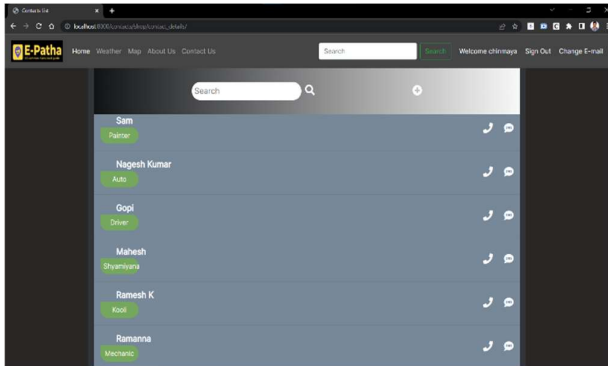 Contacts list
localhost:8000/contacts/drop/contact_details/
E-Patha
Home Weather Map About Us Contact Us Search Search Welcome chinmaya Sign Out Change E-mail
Search
Sam
Painter
Nagesh Kumar
Auto
Gopi
Driver
Mahesh
Shyamiyana
Ramesh K
Kooli
Ramanna
Mechanic